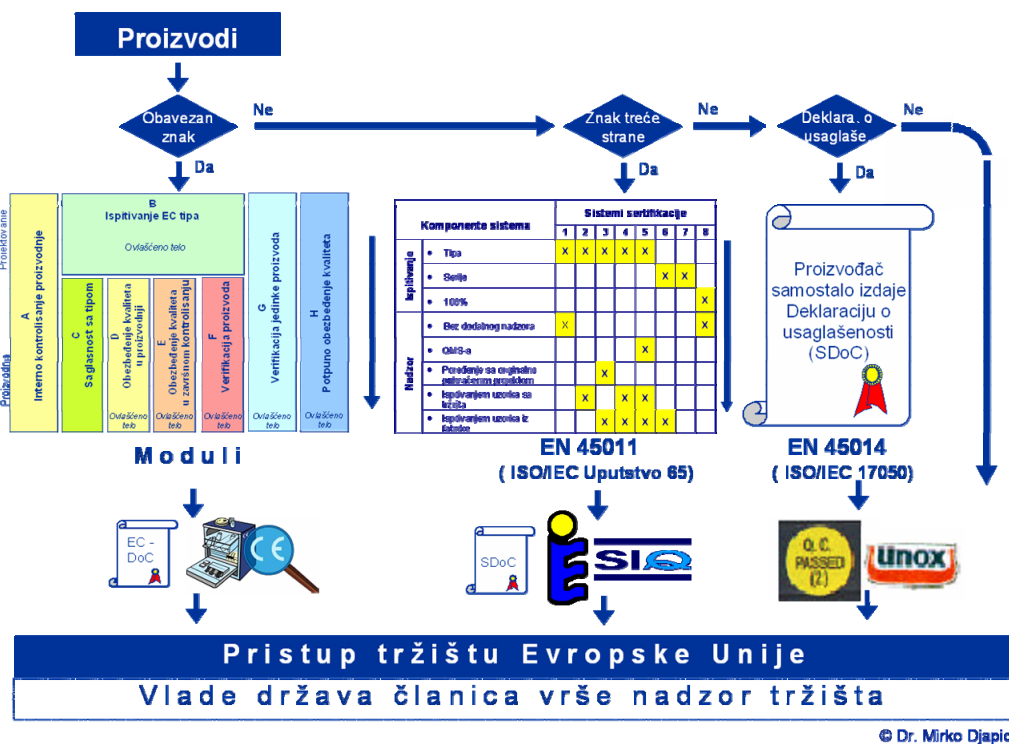 Proizvodi
Obavezan
znak
Ne
Da
Znak treće
strane
Ne
Da
Deklara. o
usaglaše
Ne
Da
Projektovanje
Proizvodnja
A
Interno kontrolisanje proizvodnje
B
Ispitivanje EC tipa
Ovlašćeno telo
C
Saglasnost sa tipom
D
Obezbeđenje kvaliteta
u proizvodnji
Ovlašćeno
telo
E
Obezbeđenje kvaliteta
u završnom kontrolisanju
Ovlašćeno
telo
F
Verifikacija proizvoda
Ovlašćeno
telo
G
Verifikacija jedinke proizvoda
Ovlašćeno
telo
H
Potpuno obezbeđenje kvaliteta
Ovlašćeno
telo
Moduli
Komponente sistema
Sistemi sertifikacije
1 2 3 4 5 6 7 8
Ispitivanje
• Tipa X X X X X
• Serije X X
• 100% X
Nadzor
• Bez dodatnog nadzora X X
• QMS-a X
• Poređenje sa originalno
projektom X
• Ispitivanjem uzorka sa
tržišta X X X
• Ispitivanjem uzorka iz
fabrike X X X X
EN 45011
( ISO/IEC Uputstvo 65)
Proizvođač
samostalo izdaje
Deklaraciju o
usaglašenosti
(SDoC)
EN 45014
( ISO/IEC 17050)
EC -
DoC
CE
SDoC
SIQ
Q.C.
PASSED
(2)
unox
Pristup tržištu Evropske Unije
Vlade država članica vrše nadzor tržišta
© Dr. Mirko Djapic